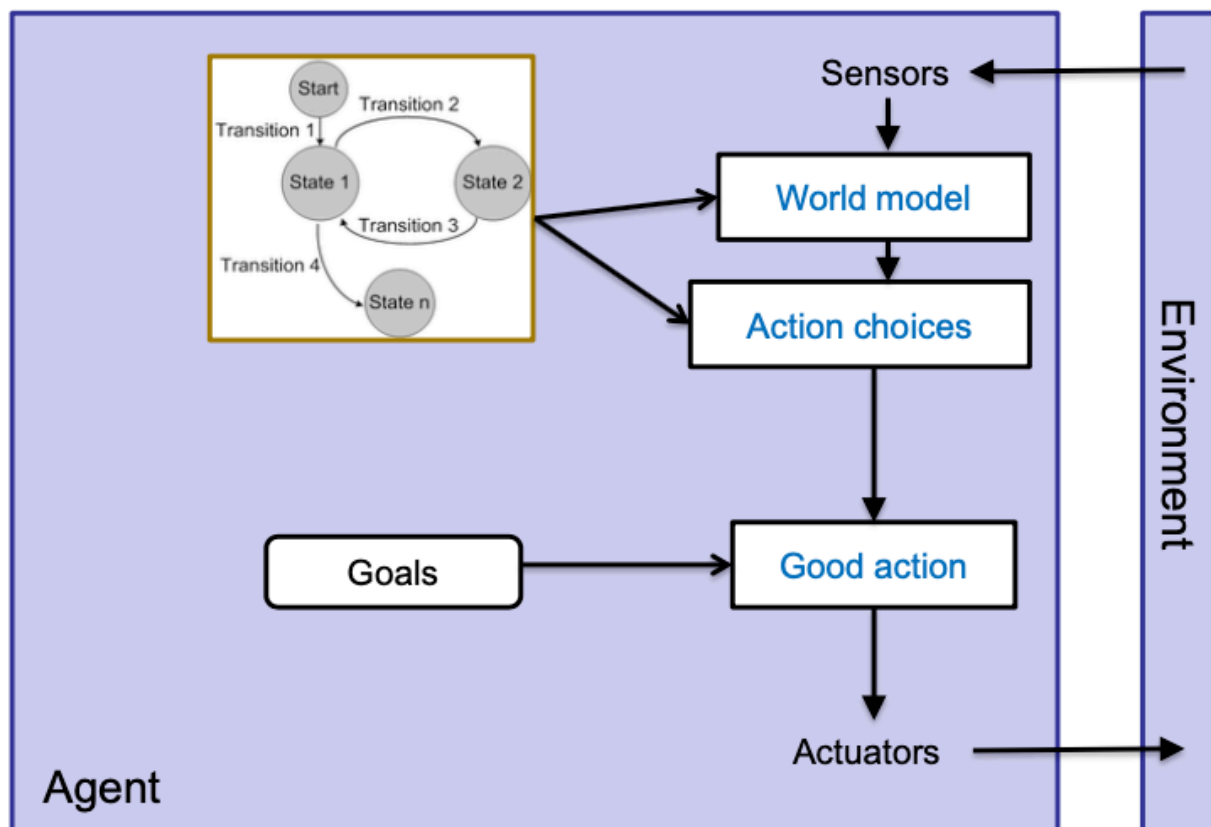 Sensors
Start
Transition 2
Transition 1
State 1
State 2
World model
Transition 3
Transition 4
State n
Action choices
Environment
Goals
Good action
Actuators
Agent